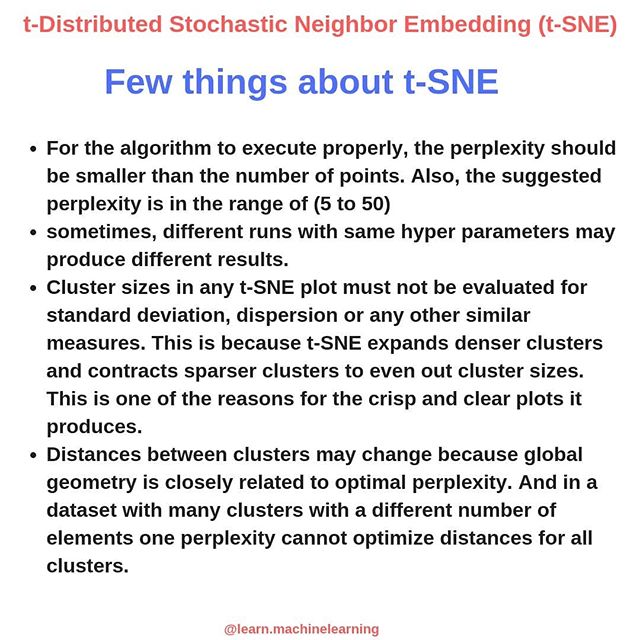 t-Distributed Stochastic Neighbor Embedding (t-SNE)
Few things about t-SNE
• For the algorithm to execute properly, the perplexity should
be smaller than the number of points. Also, the suggested
perplexity is in the range of (5 to 50)
• sometimes, different runs with same hyper parameters may
produce different results.
• Cluster sizes in any t-SNE plot must not be evaluated for
standard deviation, dispersion or any other similar
measures. This is because t-SNE expands denser clusters
and contracts sparser clusters to even out cluster sizes.
This is one of the reasons for the crisp and clear plots it
produces.
• Distances between clusters may change because global
geometry is closely related to optimal perplexity. And in a
dataset with many clusters with a different number of
elements one perplexity cannot optimize distances for all
clusters.
@learn.machinelearning